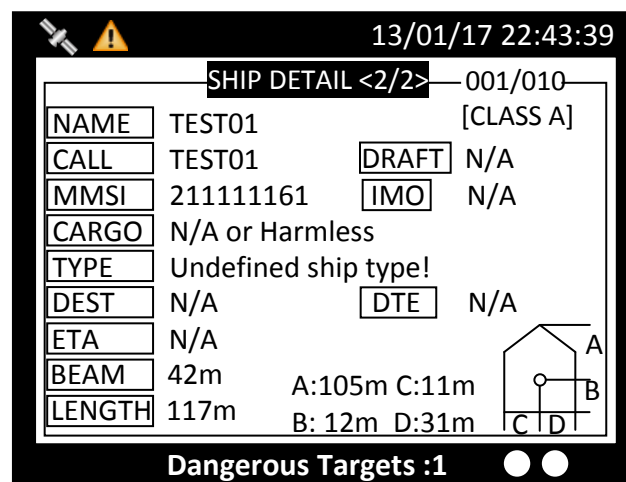 13/01/17 22:43:39
SHIP DETAIL <2/2> 001/010
NAME TEST01 [CLASS A]
CALL TEST01 DRAFT N/A
MMSI 211111161 IMO N/A
CARGO N/A or Harmless
TYPE Undefined ship type!
DEST N/A DTE N/A
ETA N/A
A
BEAM 42m A:105m C:11m
B
LENGTH 117m B: 12m D:31m
C D
Dangerous Targets :1